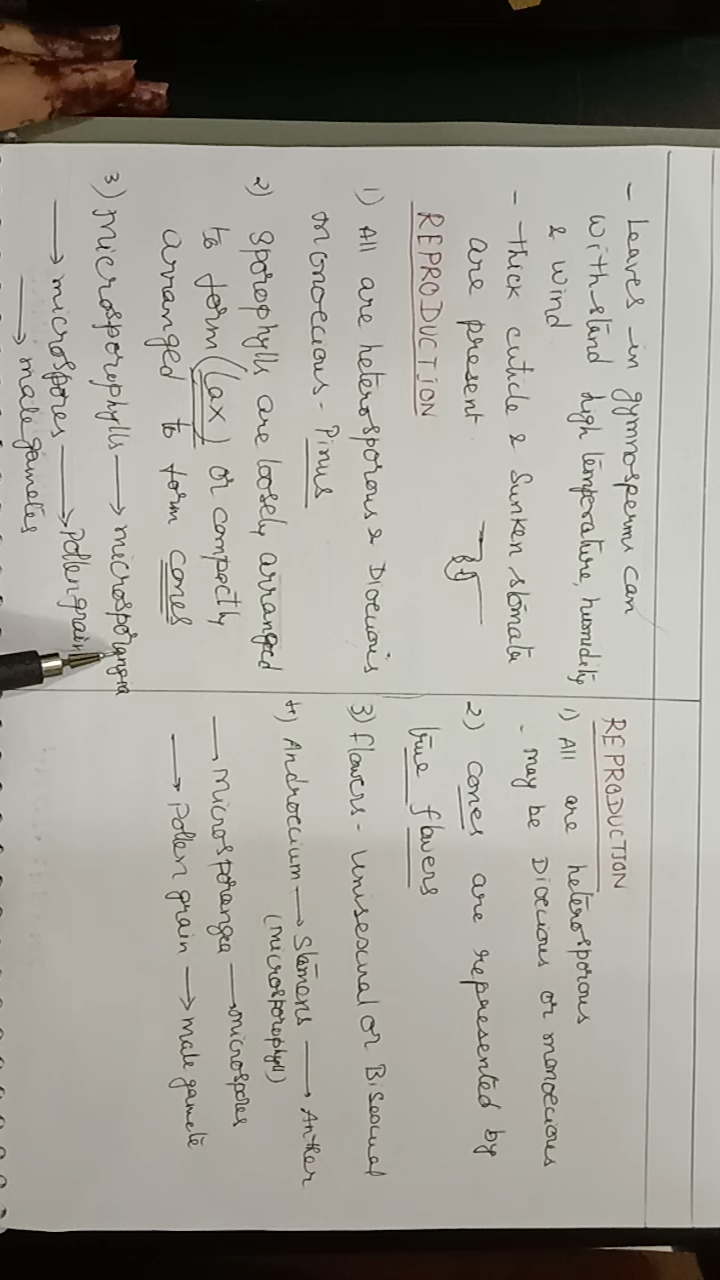 - Leaves in gymnosperms can
withstand high temperature, humidity
& wind
- Thick cuticle & Sunken stomata
are present.
REPRODUCTION
1) All are heterosporous & Dioecious
Monoecious - Pinus
2) Sporophylls are loosely arranged
to form (lax) or compactly
arranged to form cones
3) Microsporophylls → microsporangia
→ microspores → Pollen grain
→ male gametes
REPRODUCTION
1) All are heterosporous
- may be Dioecious or monoecious
2) cones are represented by
true flowers
3) flowers - Unisexual or Bisexual
4) Androecium → Stamens → Anther
(microsporophyll)
→ Microsporangia → microspores
→ Pollen grain → male gamete